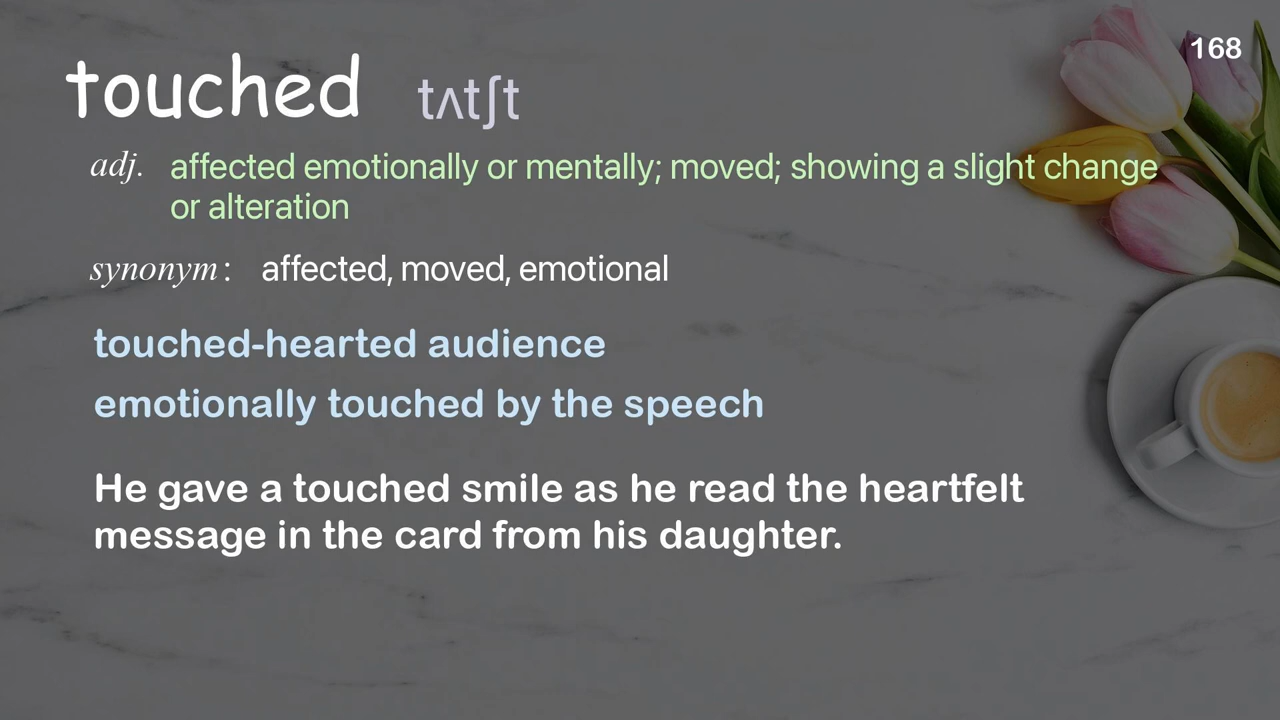 168
touched tʌtʃt
adj. affected emotionally or mentally; moved; showing a slight change
or alteration
synonym: affected, moved, emotional
touched-hearted audience
emotionally touched by the speech
He gave a touched smile as he read the heartfelt
message in the card from his daughter.